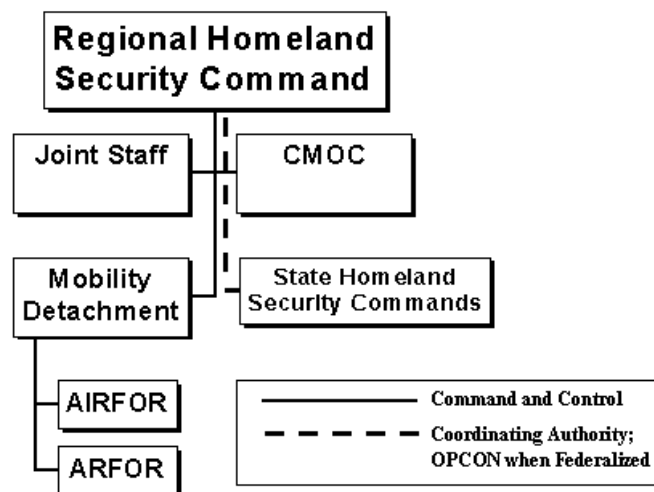 Regional Homeland
Security Command
Joint Staff
CMOC
Mobility
Detachment
State Homeland
Security Commands
AIRFOR
ARFOR
Command and Control
Coordinating Authority;
OPCON when Federalized